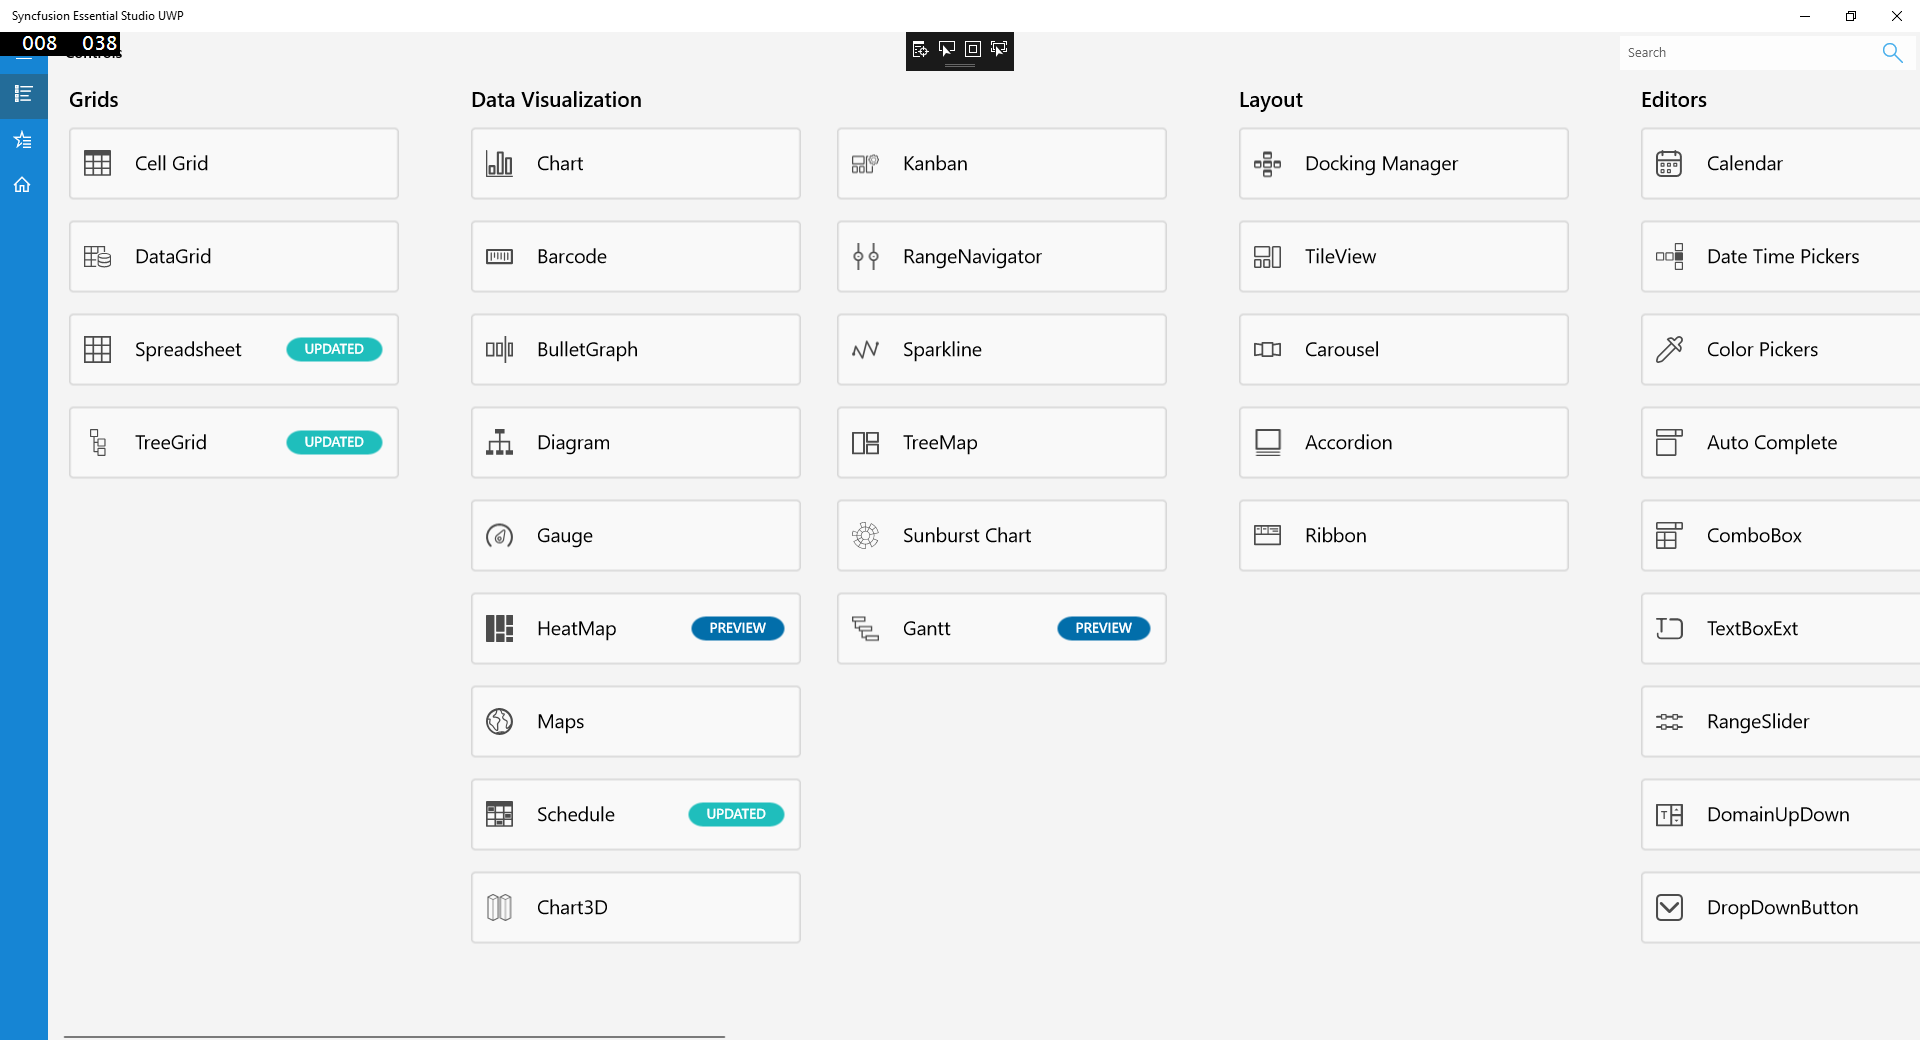 Syncfusion Essential Studio UWP
008 038
Controls
Search
Grids
Cell Grid
DataGrid
Spreadsheet UPDATED
TreeGrid UPDATED
Data Visualization
Chart
Barcode
BulletGraph
Diagram
Gauge
HeatMap PREVIEW
Maps
Schedule UPDATED
Chart3D
Kanban
RangeNavigator
Sparkline
TreeMap
Sunburst Chart
Gantt PREVIEW
Layout
Docking Manager
TileView
Carousel
Accordion
Ribbon
Editors
Calendar
Date Time Pickers
Color Pickers
Auto Complete
ComboBox
TextBoxExt
RangeSlider
DomainUpDown
DropDownButton